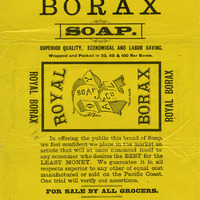 BORAX
SOAP.
SUPERIOR QUALITY, ECONOMICAL AND LABOR SAVING.
Wrapped and Packed in 20, 40 & 100 Bar Boxes.
ROYAL BORAX
ROYAL
SOAP
BORAX
ROYAL BORAX
In offering the public this brand of Soap,
we feel confident we place in the market an
article that will at once commend itself to
any consumer who desires the BEST for the
LEAST MONEY. We guarantee it in all
respects superior to any other of equal cost
manufactured or sold on the Pacific Coast.
One trial will verify our assertion.
FOR SALE BY ALL GROCERS.